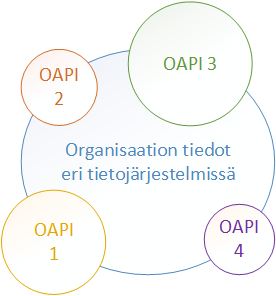 OAPI 3
OAPI
2
Organisaation tiedot
eri tietojärjestelmissä
OAPI
1
OAPI
4